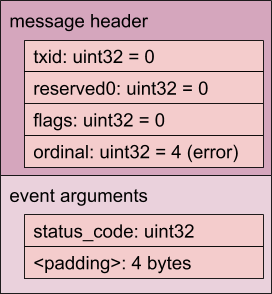 message header
txid: uint32 = 0
reserved0: uint32 = 0
flags: uint32 = 0
ordinal: uint32 = 4 (error)
event arguments
status_code: uint32
<padding>: 4 bytes